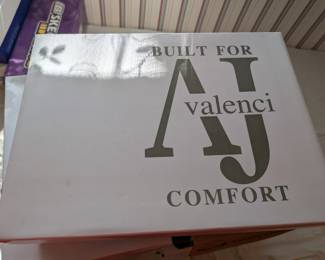 BUILT FOR
AJ
valenci
COMFORT